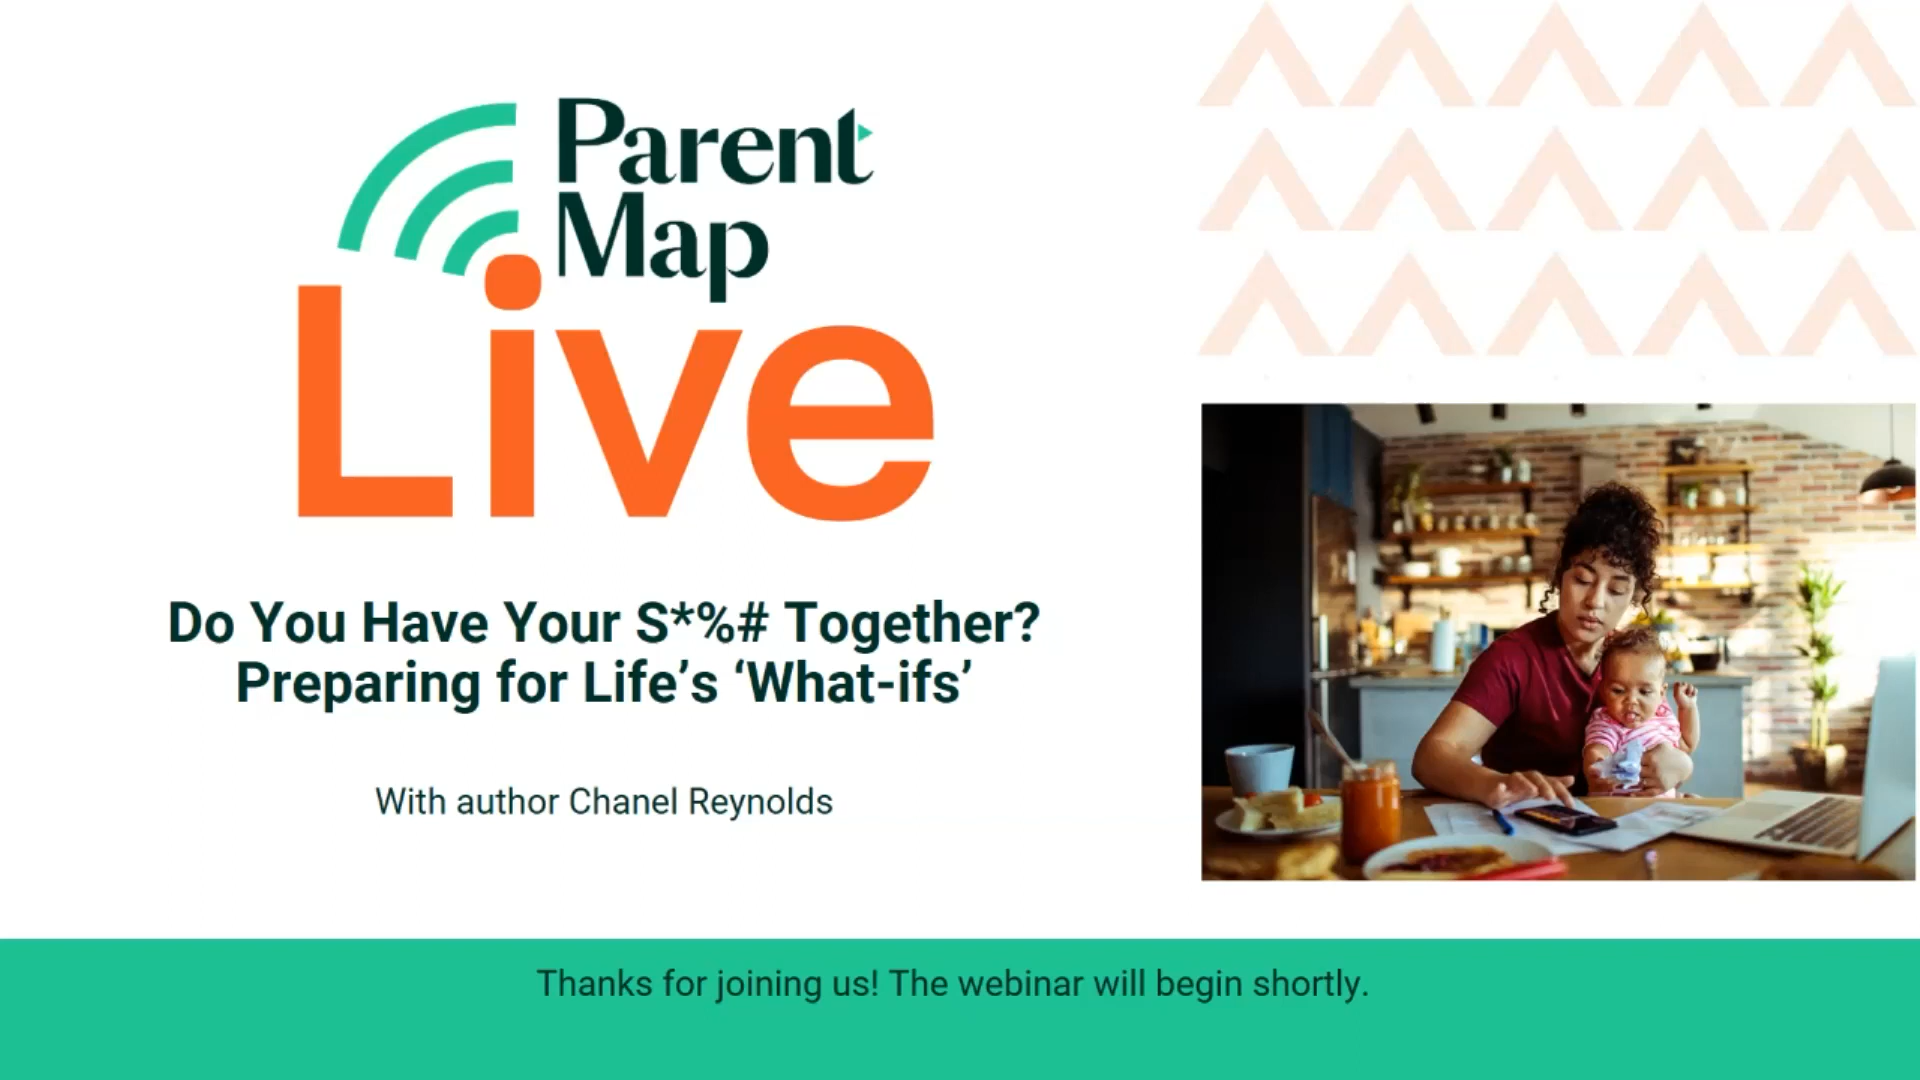 Parent
Map
Live
Do You Have Your S*%# Together?
Preparing for Life’s ‘What-ifs’
With author Chanel Reynolds
Thanks for joining us! The webinar will begin shortly.